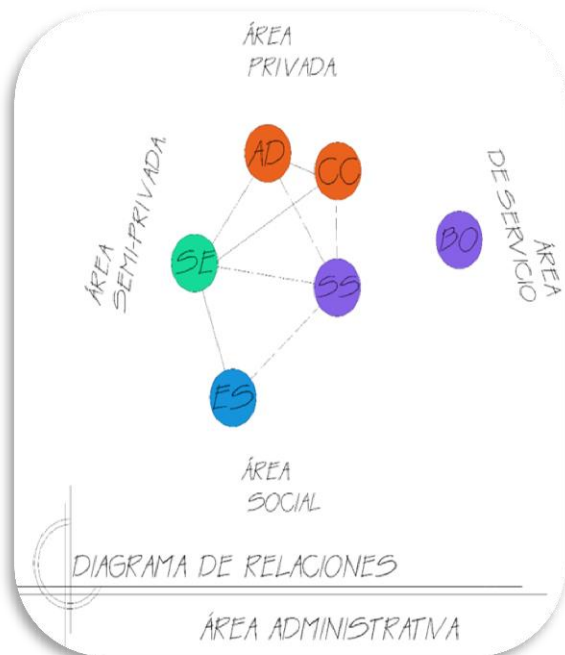 ÁREA
PRIVADA
ÁREA
SEMI-PRIVADA
ÁREA
DE SERVICIO
AD
CC
BO
SE
SS
ES
ÁREA
SOCIAL
DIAGRAMA DE RELACIONES
ÁREA ADMINISTRATIVA